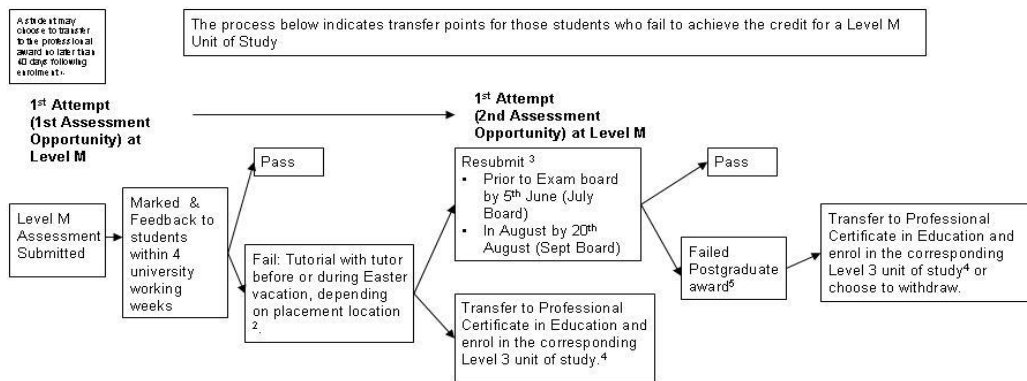 A student may
choose to transfer
to the professional
award no later than
40 days following
enrolment
The process below indicates transfer points for those students who fail to achieve the credit for a Level M
Unit of Study
1st Attempt
(1st Assessment
Opportunity) at
Level M
1st Attempt
(2nd Assessment
Opportunity) at Level M
Level M
Assessment
Submitted
Marked &
Feedback to
students
within 4
university
working
weeks
Pass
Fail: Tutorial with tutor
before or during Easter
vacation, depending
on placement location
2.
Resubmit 3
▪ Prior to Exam board
by 5th June (July
Board)
▪ In August by 20th
August (Sept Board)
Transfer to Professional
Certificate in Education and
enrol in the corresponding
Level 3 unit of study.4
Pass
Failed
Postgraduate
award5
Transfer to Professional
Certificate in Education and
enrol in the corresponding
Level 3 unit of study4 or
choose to withdraw.